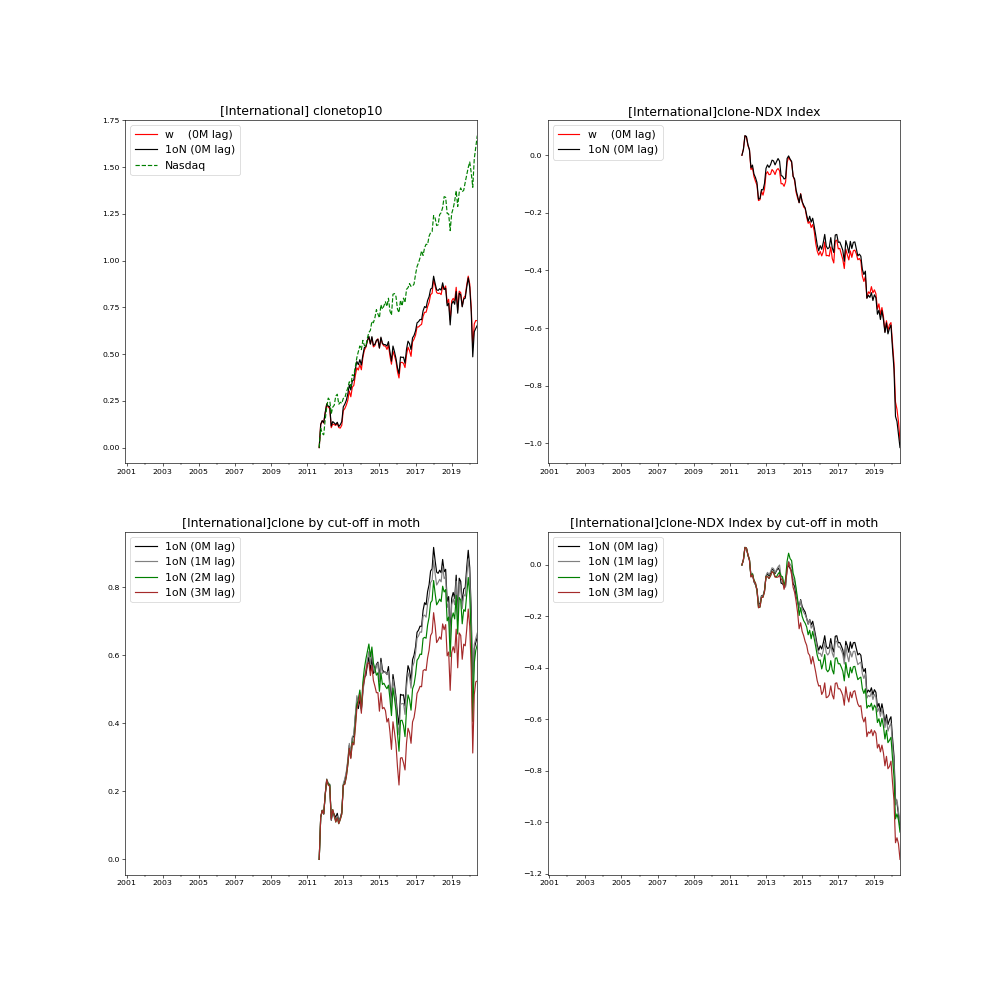 [International] clonetop10
w    (0M lag)
1oN (0M lag)
Nasdaq
1.75
1.50
1.25
1.00
0.75
0.50
0.25
0.00
2001 2003 2005 2007 2009 2011 2013 2015 2017 2019
[International]clone-NDX Index
w    (0M lag)
1oN (0M lag)
0.0
−0.2
−0.4
−0.6
−0.8
−1.0
2001 2003 2005 2007 2009 2011 2013 2015 2017 2019
[International]clone by cut-off in moth
1oN (0M lag)
1oN (1M lag)
1oN (2M lag)
1oN (3M lag)
0.8
0.6
0.4
0.2
0.0
2001 2003 2005 2007 2009 2011 2013 2015 2017 2019
[International]clone-NDX Index by cut-off in moth
1oN (0M lag)
1oN (1M lag)
1oN (2M lag)
1oN (3M lag)
0.0
−0.2
−0.4
−0.6
−0.8
−1.0
−1.2
2001 2003 2005 2007 2009 2011 2013 2015 2017 2019